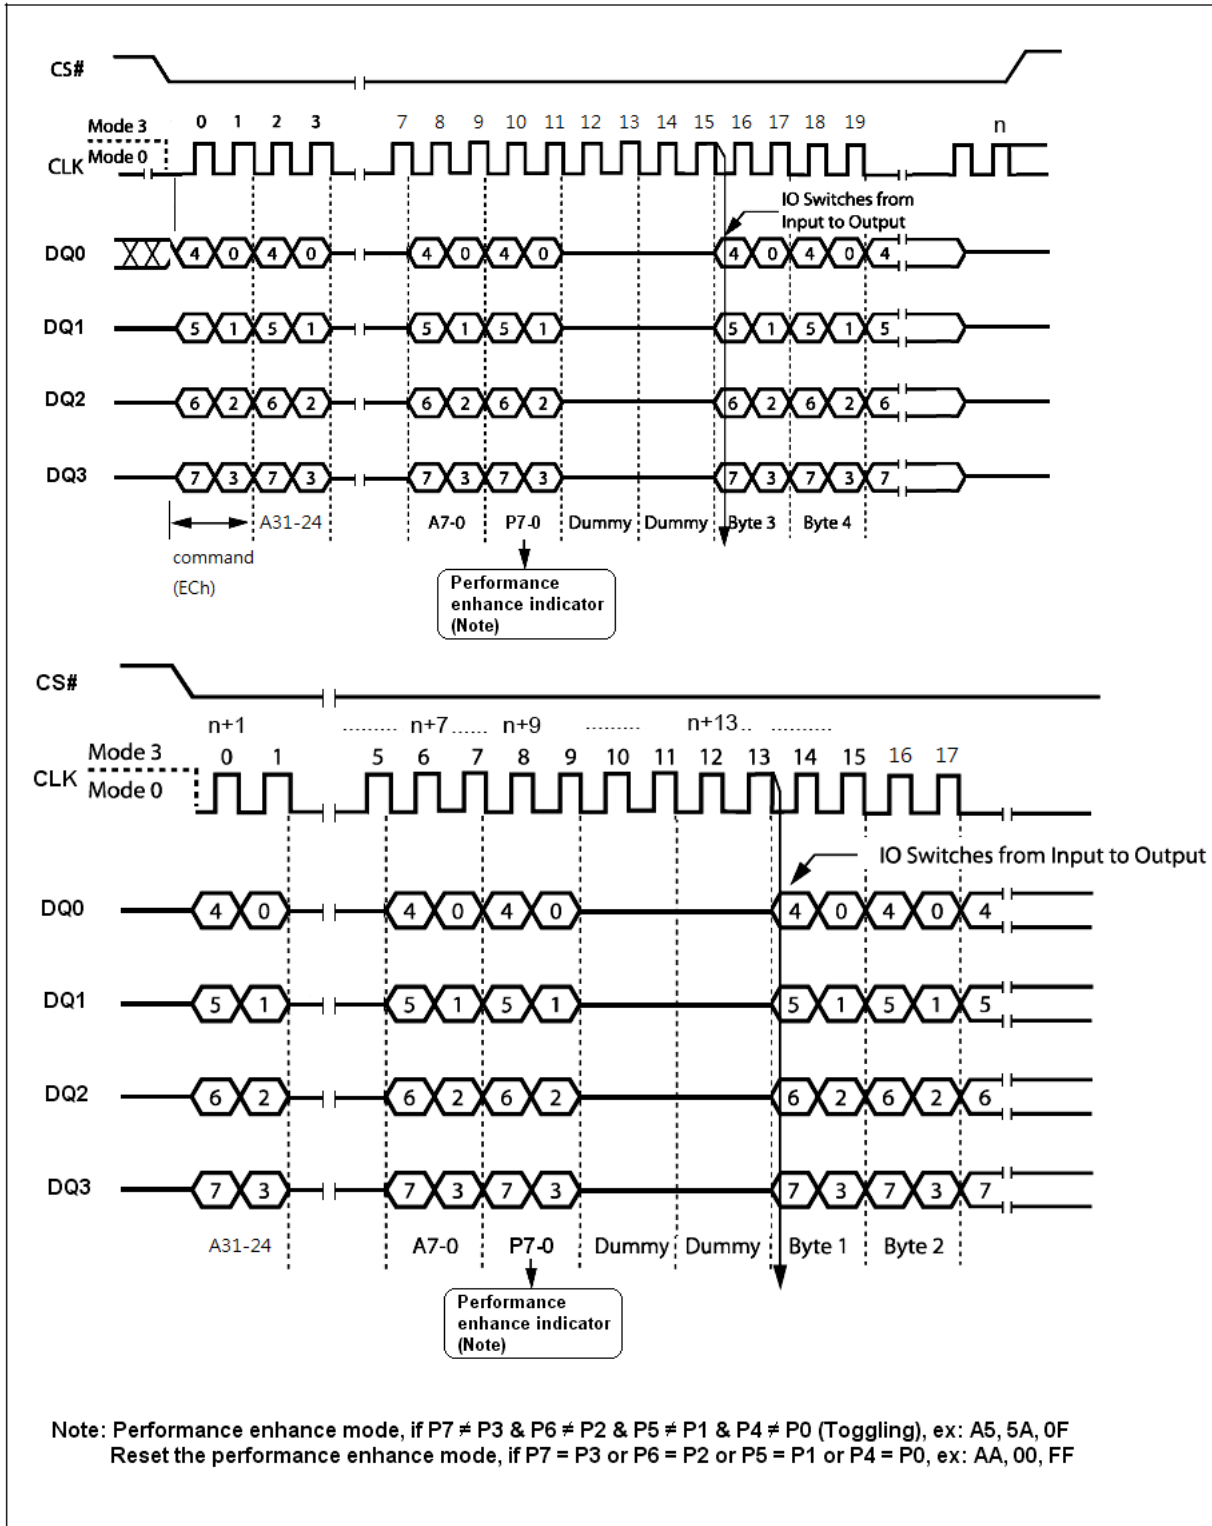 CS#
Mode 3 0 1 2 3 7 8 9 10 11 12 13 14 15 16 17 18 19 n
CLK Mode 0
IO Switches from
Input to Output
DQ0 4 0 4 0 4 0 4 0 4 0 4 0 4
DQ1 5 1 5 1 5 1 5 1 5 1 5 1 5
DQ2 6 2 6 2 6 2 6 2 6 2 6 2 6
DQ3 7 3 7 3 7 3 7 3 7 3 7 3 7
A31-24 A7-0 P7-0 Dummy Dummy Byte 3 Byte 4
command
(ECh)
Performance
enhance indicator
(Note)
CS#
n+1 ......... n+7 ...... n+9 ......... n+13 .. .........
Mode 3 0 1 5 6 7 8 9 10 11 12 13 14 15 16 17
CLK Mode 0
IO Switches from Input to Output
DQ0 4 0 4 0 4 0 4 0 4 0 4
DQ1 5 1 5 1 5 1 5 1 5 1 5
DQ2 6 2 6 2 6 2 6 2 6 2 6
DQ3 7 3 7 3 7 3 7 3 7 3 7
A31-24 A7-0 P7-0 Dummy Dummy Byte 1 Byte 2
Performance
enhance indicator
(Note)
Note: Performance enhance mode, if P7 ≠ P3 & P6 ≠ P2 & P5 ≠ P1 & P4 ≠ P0 (Toggling), ex: A5, 5A, 0F
Reset the performance enhance mode, if P7 = P3 or P6 = P2 or P5 = P1 or P4 = P0, ex: AA, 00, FF